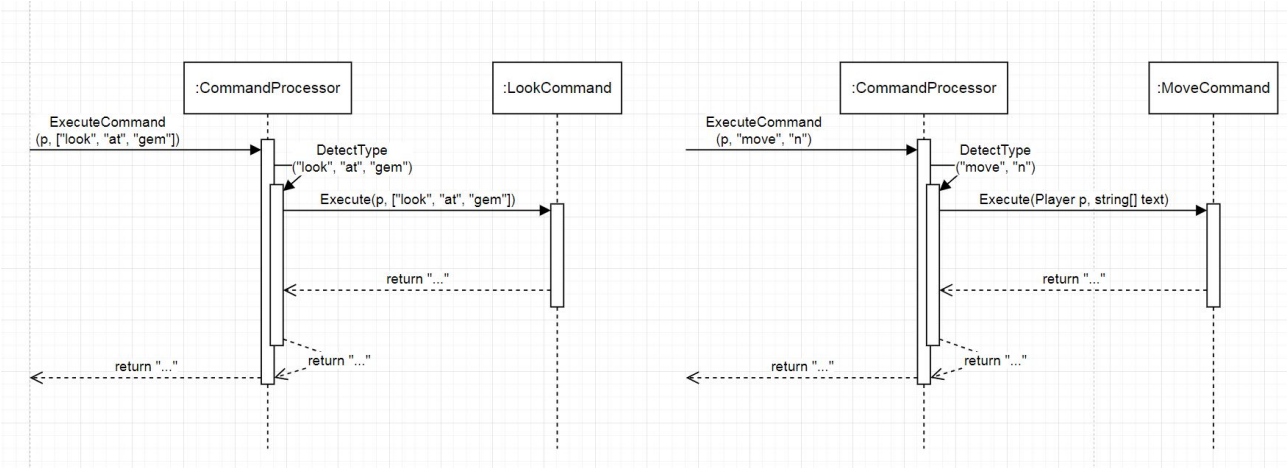 :CommandProcessor
:LookCommand
ExecuteCommand
(p, ["look", "at", "gem"])
DetectType
("look", "at", "gem")
Execute(p, ["look", "at", "gem"])
return "..."
return "..."
return "..."
:CommandProcessor
:MoveCommand
ExecuteCommand
(p, "move", "n")
DetectType
("move", "n")
Execute(Player p, string[] text)
return "..."
return "..."
return "..."